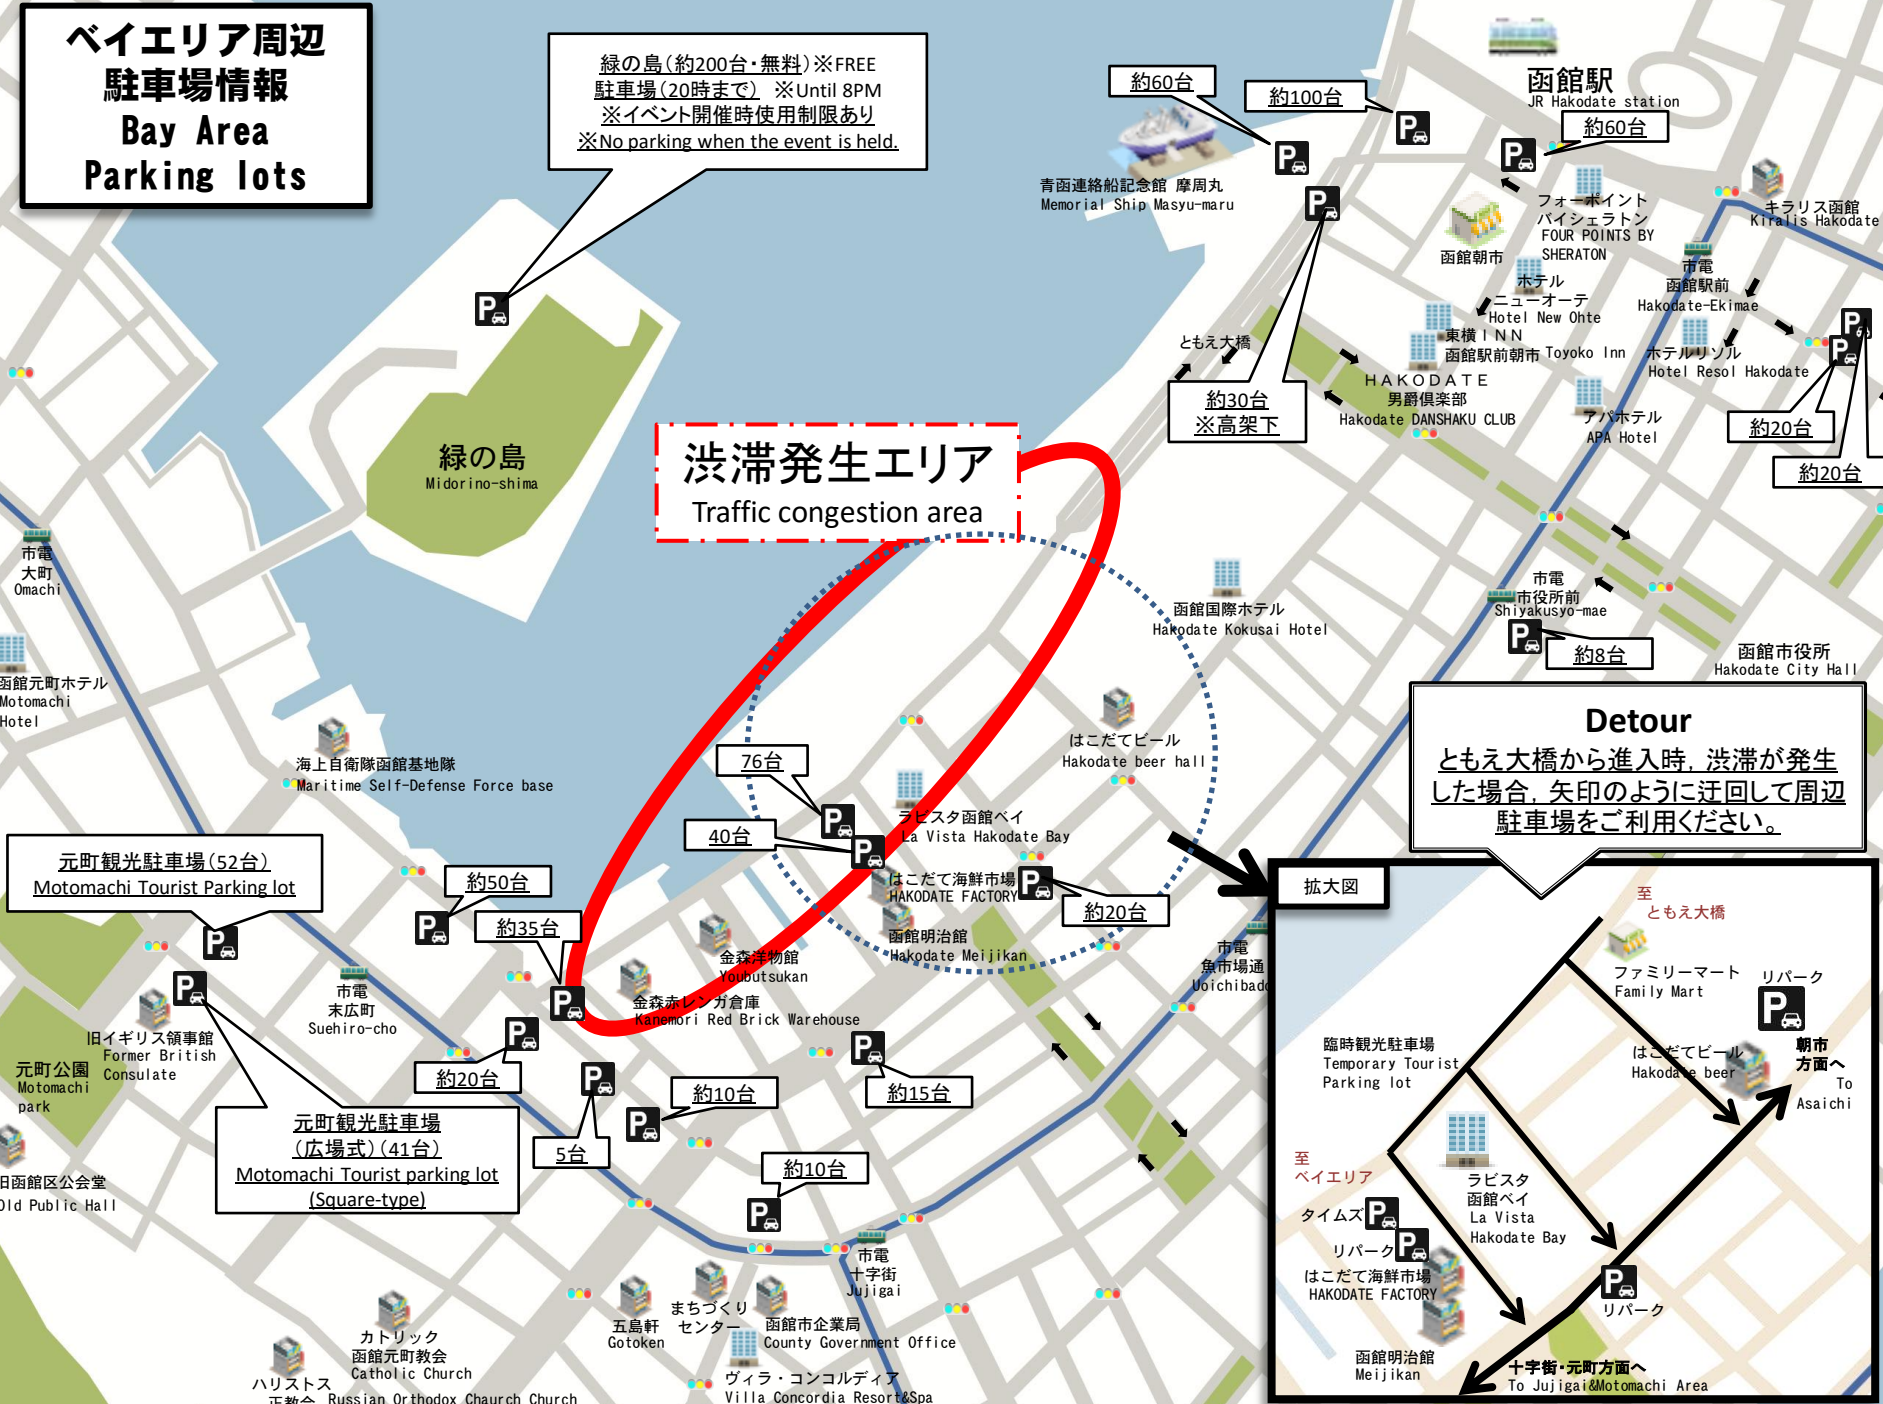 ベイエリア周辺
駐車場情報
Bay Area
Parking lots
緑の島(約200台・無料)※FREE
駐車場(20時まで) ※Until 8PM
※イベント開催時使用制限あり
※No parking when the event is held.
約60台
約100台
函館駅
JR Hakodate station
約60台
青函連絡船記念館 摩周丸
Memorial Ship Masyu-maru
フォーポイント
バイシェラトン
FOUR POINTS BY
SHERATON
キラリス函館
Kiralis Hakodate
函館朝市
市電
函館駅前
Hakodate-Ekimae
ホテル
ニューオーテ
Hotel New Ohte
ともえ大橋
東横INN
函館駅前朝市 Toyoko Inn
ホテルリソル
Hotel Resol Hakodate
HAKODATE
男爵倶楽部
Hakodate DANSHAKU CLUB
約30台
※高架下
アパホテル
APA Hotel
約20台
約20台
緑の島
Midorino-shima
渋滞発生エリア
Traffic congestion area
市電
大町
Omachi
函館国際ホテル
Hakodate Kokusai Hotel
市電
市役所前
Shiyakusyo-mae
約8台
函館市役所
Hakodate City Hall
函館元町ホテル
Motomachi
Hotel
海上自衛隊函館基地隊
Maritime Self-Defense Force base
はこだてビール
Hakodate beer hall
76台
ラビスタ函館ベイ
La Vista Hakodate Bay
40台
はこだて海鮮市場
HAKODATE FACTORY
約20台
函館明治館
Hakodate Meijikan
市電
魚市場通
Uoichibado
Detour
ともえ大橋から進入時，渋滞が発生
した場合，矢印のように迂回して周辺
駐車場をご利用ください。
元町観光駐車場(52台)
Motomachi Tourist Parking lot
約50台
約35台
金森洋物館
Youbutsukan
金森赤レンガ倉庫
Kanemori Red Brick Warehouse
市電
末広町
Suehiro-cho
旧イギリス領事館
Former British
Consulate
元町公園
Motomachi
park
約20台
約10台
約15台
5台
元町観光駐車場
(広場式)(41台)
Motomachi Tourist parking lot
(Square-type)
旧函館区公会堂
Old Public Hall
約10台
市電
十字街
Jujigai
五島軒
Gotoken
まちづくり
センター
函館市企業局
County Government Office
カトリック
函館元町教会
Catholic Church
ハリストス
正教会 Russian Orthodox Chaurch Church
ヴィラ・コンコルディア
Villa Concordia Resort&Spa
拡大図
至
ともえ大橋
ファミリーマート
Family Mart
リパーク
P
臨時観光駐車場
Temporary Tourist
Parking lot
はこだてビール
Hakodate beer
朝市
方面へ
To
Asaichi
至
ベイエリア
ラビスタ
函館ベイ
La Vista
Hakodate Bay
タイムズ P
リパーク P
はこだて海鮮市場
HAKODATE FACTORY
P
リパーク
函館明治館
Meijikan
十字街・元町方面へ
To Jujigai&Motomachi Area